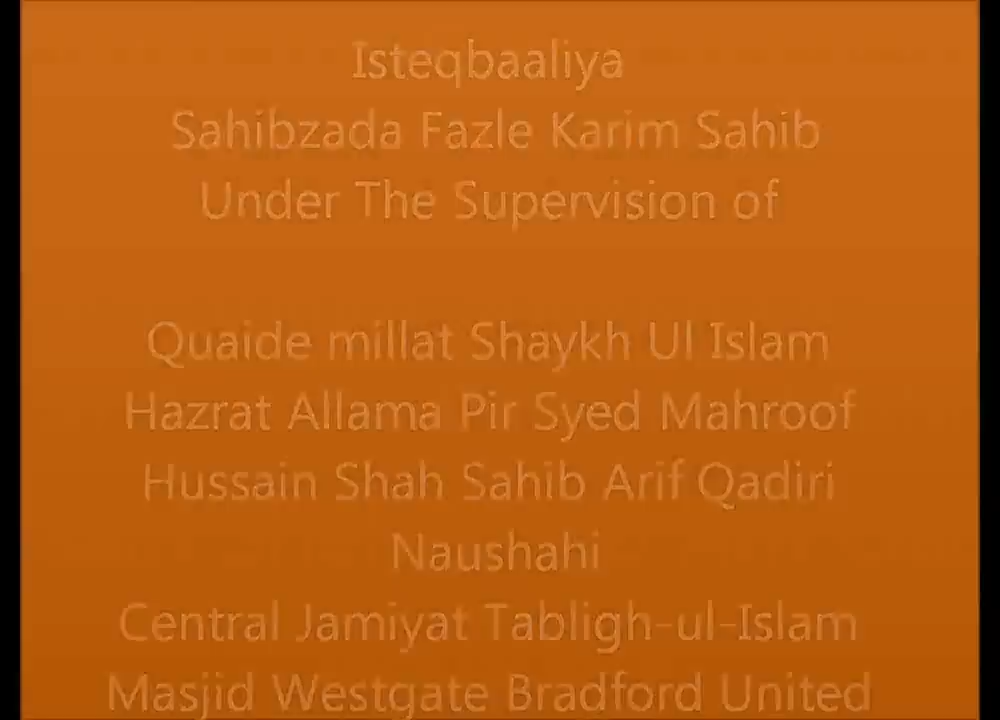 Isteqbaaliya
Sahibzada Fazle Karim Sahib
Under The Supervision of
Quaide millat Shaykh Ul Islam
Hazrat Allama Pir Syed Mahroof
Hussain Shah Sahib Arif Qadiri
Naushahi
Central Jamiyat Tabligh-ul-Islam
Masjid Westgate Bradford United